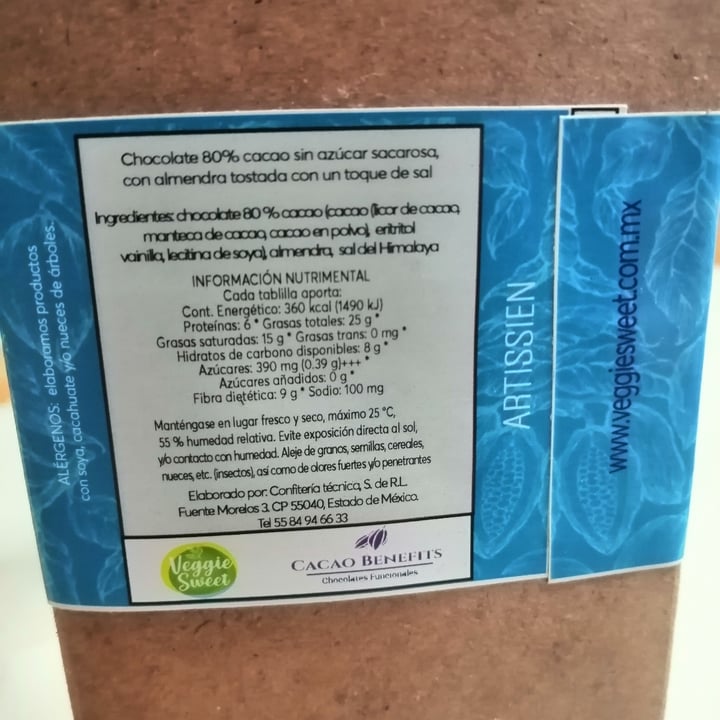 Chocolate 80% cacao sin azúcar sacarosa,
con almendra tostada con un toque de sal
Ingredientes: chocolate 80 % cacao (cacao (licor de cacao,
manteca de cacao, cacao en polvo), eritritol
vainilla, lecitina de soya), almendra, sal del Himalaya
INFORMACIÓN NUTRIMENTAL
Cada tablilla aporta:
Cont. Energético: 360 kcal (1490 kJ)
Proteínas: 6 * Grasas totales: 25 g *
Grasas saturadas: 15 g * Grasas trans: 0 mg *
Hidratos de carbono disponibles: 8 g *
Azúcares: 390 mg (0.39 g)+++ *
Azúcares añadidos: 0 g *
Fibra dietética: 9 g * Sodio: 100 mg
Manténgase en lugar fresco y seco, máximo 25 °C,
55 % humedad relativa. Evite exposición directa al sol,
y/o contacto con humedad. Aleje de granos, semillas, cereales,
nueces, etc. (insectos), así como de olores fuertes y/o penetrantes
Elaborado por: Confitería técnica, S. de R.L.
Fuente Morelos 3. CP 55040, Estado de México.
Tel 55 84 94 66 33
Veggie
Sweet
CACAO BENEFITS
Chocolates Funcionales
ALÉRGENOS: elaboramos productos
con soya, cacahuate y/o nueces de árboles.
ARTISSIEN
www.veggiesweet.com.mx